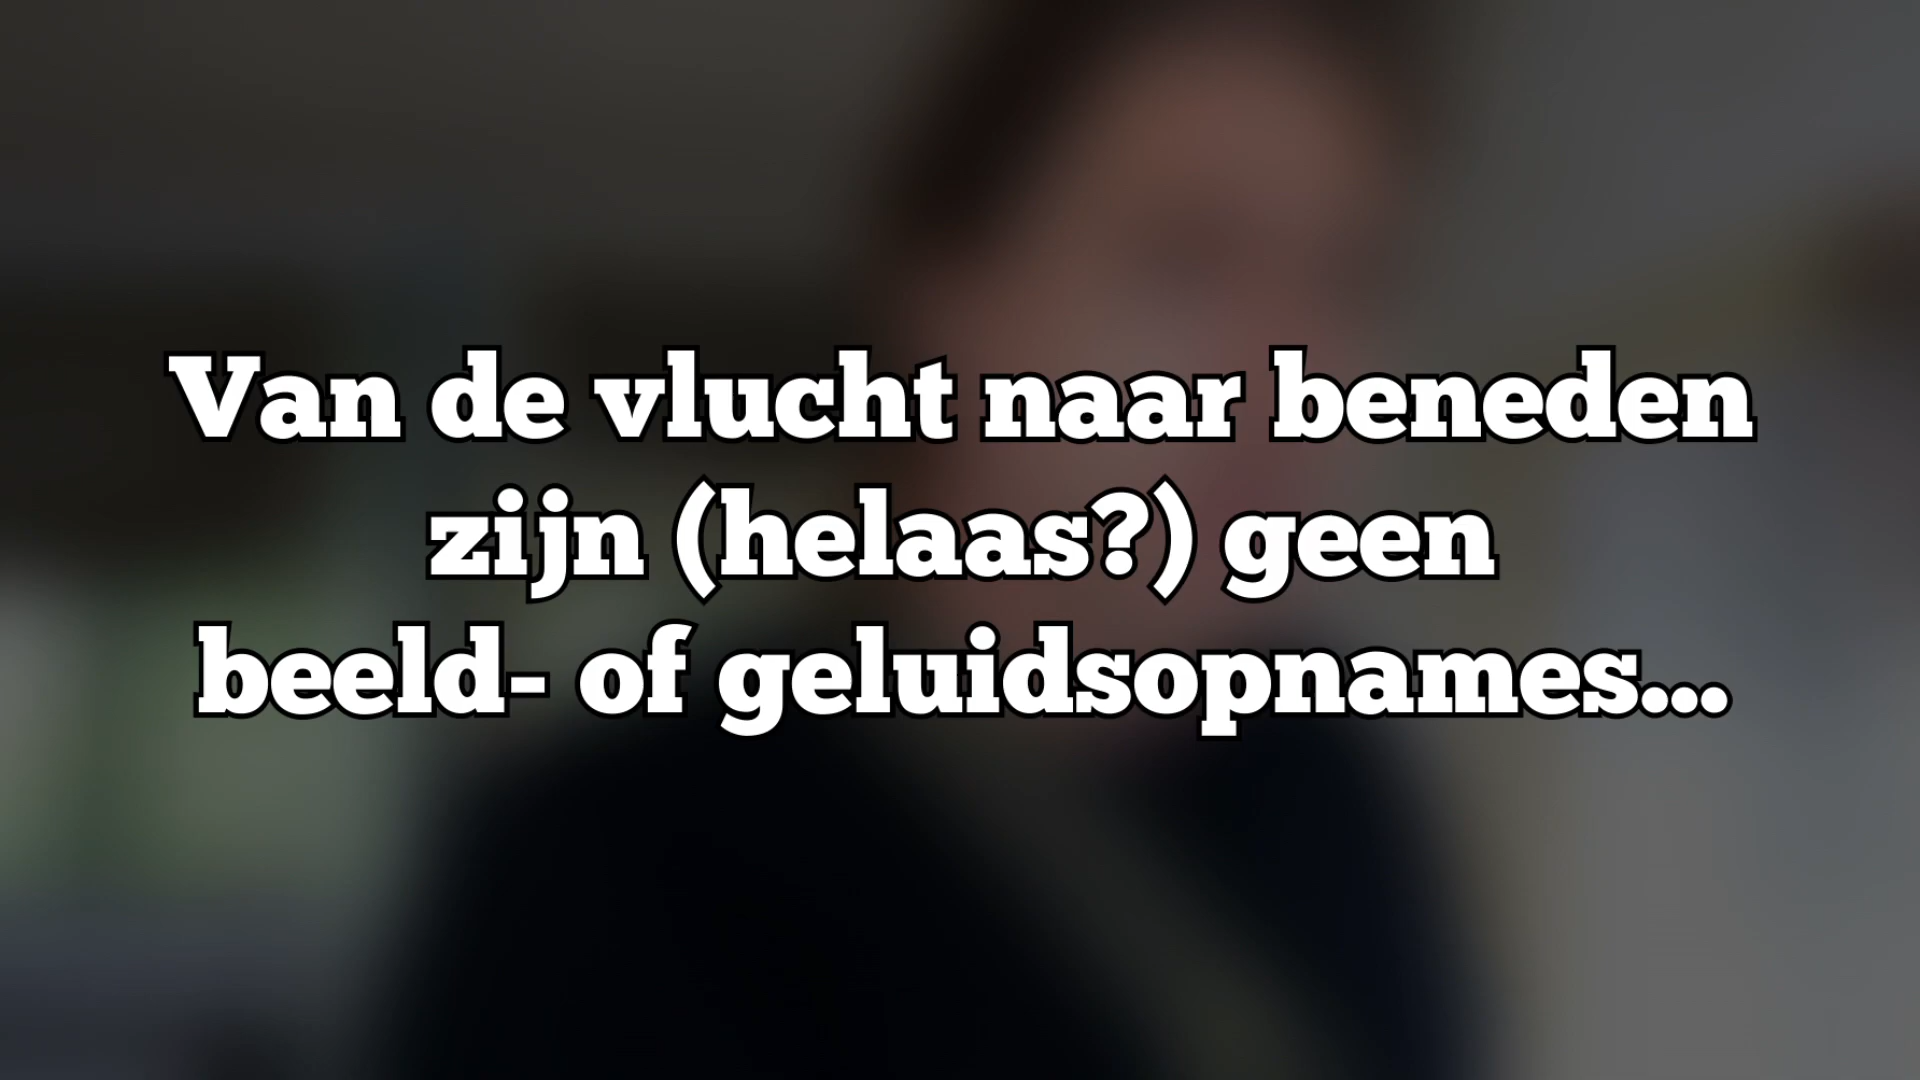 Van de vlucht naar beneden
zijn (helaas?) geen
beeld- of geluidsopnames...